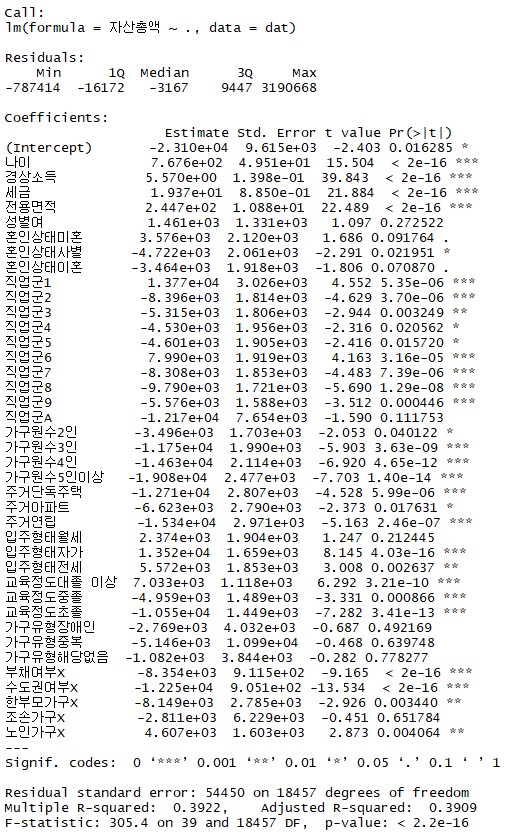 Call:
lm(formula = 자산총액 ~ ., data = dat)
Residuals:
Min 1Q Median 3Q Max
-787414 -16172 -3167 9447 3190668
Coefficients:
Estimate Std. Error t value Pr(>|t|)
(Intercept) -2.310e+04 9.615e+03 -2.403 0.016285 *
나이 7.676e+02 4.951e+01 15.504 < 2e-16 ***
경상소득 5.570e+00 1.398e-01 39.843 < 2e-16 ***
세금 1.937e+01 8.850e-01 21.884 < 2e-16 ***
전용면적 2.447e+02 1.088e+01 22.489 < 2e-16 ***
성별여 1.461e+03 1.331e+03 1.097 0.272522
혼인상태미혼 3.576e+03 2.120e+03 1.686 0.091764 .
혼인상태사별 -4.722e+03 2.061e+03 -2.291 0.021951 *
혼인상태이혼 -3.464e+03 1.918e+03 -1.806 0.070870 .
직업군1 1.377e+04 3.026e+03 4.552 5.35e-06 ***
직업군2 -8.396e+03 1.814e+03 -4.629 3.70e-06 ***
직업군3 -5.315e+03 1.806e+03 -2.944 0.003249 **
직업군4 -4.530e+03 1.956e+03 -2.316 0.020562 *
직업군5 -4.601e+03 1.905e+03 -2.416 0.015720 *
직업군6 7.990e+03 1.919e+03 4.163 3.16e-05 ***
직업군7 -8.308e+03 1.853e+03 -4.483 7.39e-06 ***
직업군8 -9.790e+03 1.721e+03 -5.690 1.29e-08 ***
직업군9 -5.576e+03 1.588e+03 -3.512 0.000446 ***
직업군A -1.217e+04 7.654e+03 -1.590 0.111753
가구원수2인 -3.496e+03 1.703e+03 -2.053 0.040122 *
가구원수3인 -1.175e+04 1.990e+03 -5.903 3.63e-09 ***
가구원수4인 -1.463e+04 2.114e+03 -6.920 4.65e-12 ***
가구원수5인이상 -1.908e+04 2.477e+03 -7.703 1.40e-14 ***
주거단독주택 -1.271e+04 2.807e+03 -4.528 5.99e-06 ***
주거아파트 -6.623e+03 2.790e+03 -2.373 0.017631 *
주거연립 -1.534e+04 2.971e+03 -5.163 2.46e-07 ***
입주형태월세 2.374e+03 1.904e+03 1.247 0.212445
입주형태자가 1.352e+04 1.659e+03 8.145 4.03e-16 ***
입주형태전세 5.572e+03 1.853e+03 3.008 0.002637 **
교육정도대졸 이상 7.033e+03 1.118e+03 6.292 3.21e-10 ***
교육정도중졸 -4.959e+03 1.489e+03 -3.331 0.000866 ***
교육정도초졸 -1.055e+04 1.449e+03 -7.282 3.41e-13 ***
가구유형장애인 -2.769e+03 4.032e+03 -0.687 0.492169
가구유형중복 -5.146e+03 1.099e+04 -0.468 0.639748
가구유형해당없음 -1.082e+03 3.844e+03 -0.282 0.778277
부채여부X -8.354e+03 9.115e+02 -9.165 < 2e-16 ***
수도권여부X -1.225e+04 9.051e+02 -13.534 < 2e-16 ***
한부모가구X -8.149e+03 2.785e+03 -2.926 0.003440 **
조손가구X -2.811e+03 6.229e+03 -0.451 0.651784
노인가구X 4.607e+03 1.603e+03 2.873 0.004064 **
---
Signif. codes: 0 ‘***’ 0.001 ‘**’ 0.01 ‘*’ 0.05 ‘.’ 0.1 ‘ ’ 1
Residual standard error: 54450 on 18457 degrees of freedom
Multiple R-squared: 0.3922, Adjusted R-squared: 0.3909
F-statistic: 305.4 on 39 and 18457 DF, p-value: < 2.2e-16